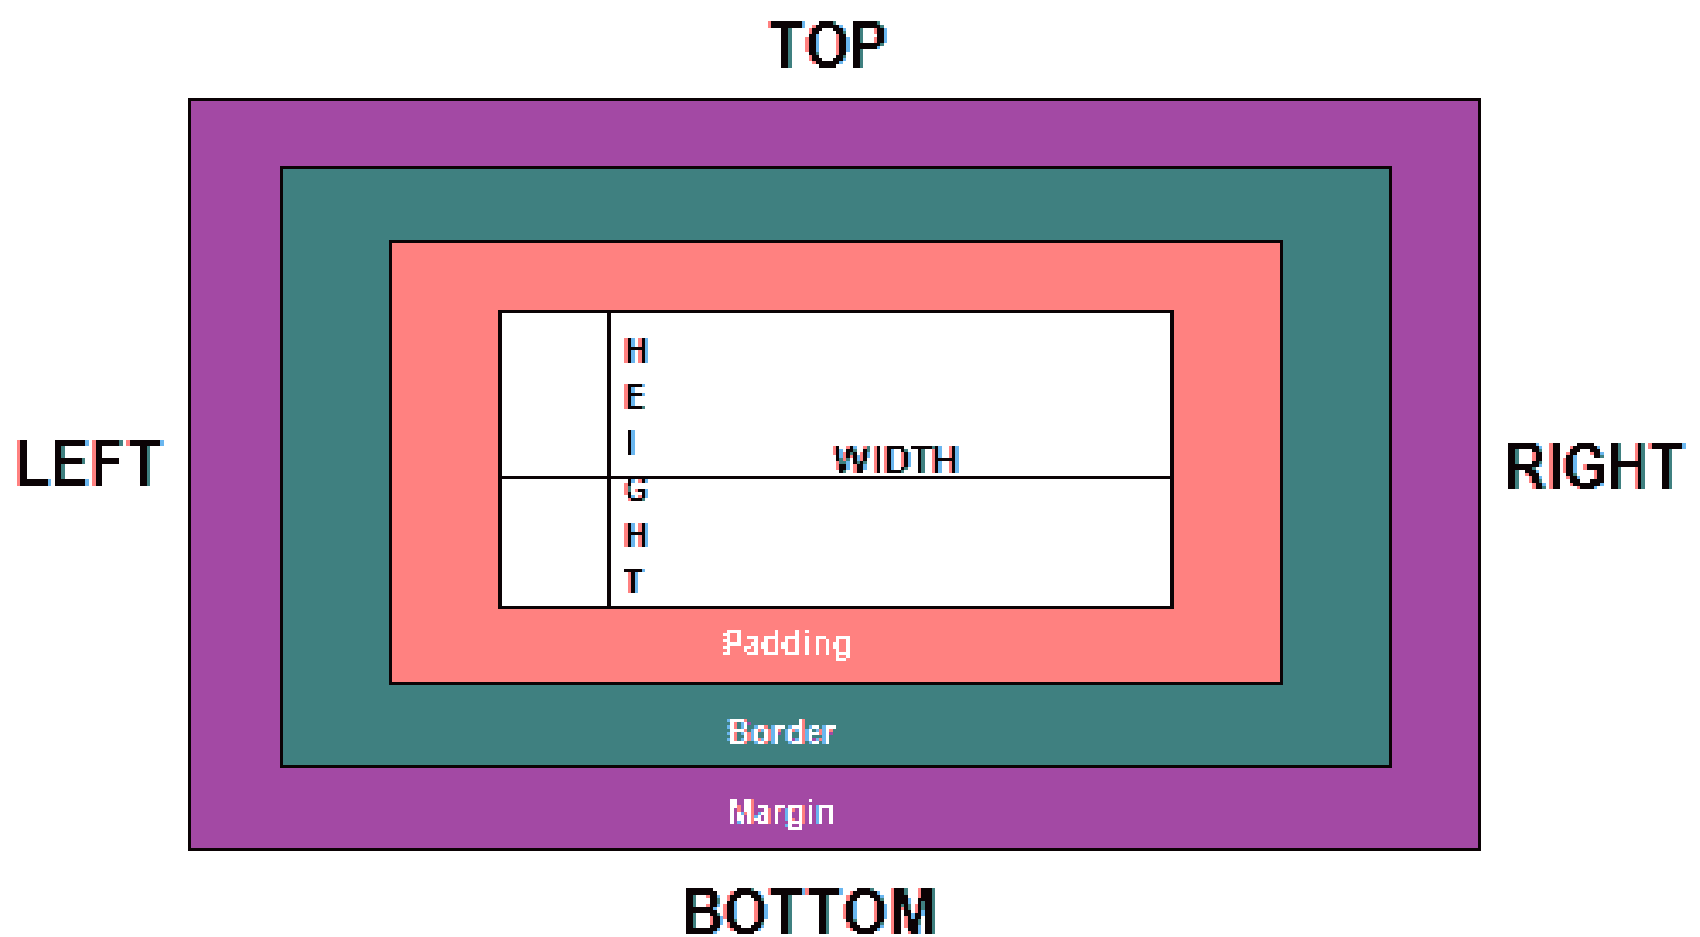 TOP
LEFT
H
E
I
G
H
T
WIDTH
RIGHT
Padding
Border
Margin
BOTTOM